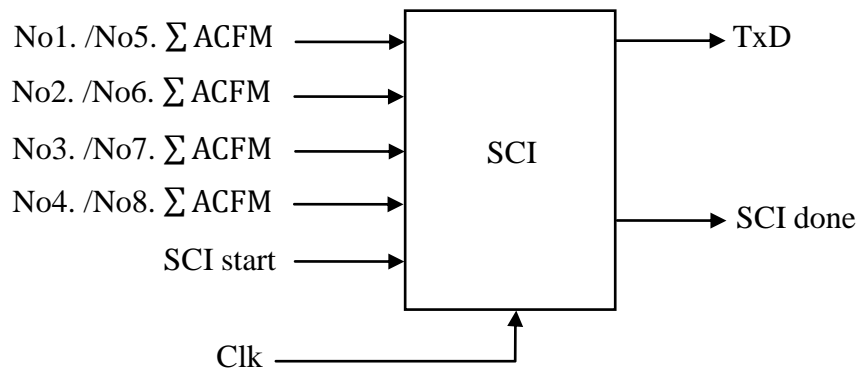 No1. /No5. ∑ ACFM
No2. /No6. ∑ ACFM
No3. /No7. ∑ ACFM
No4. /No8. ∑ ACFM
SCI start
Clk
SCI
TxD
SCI done